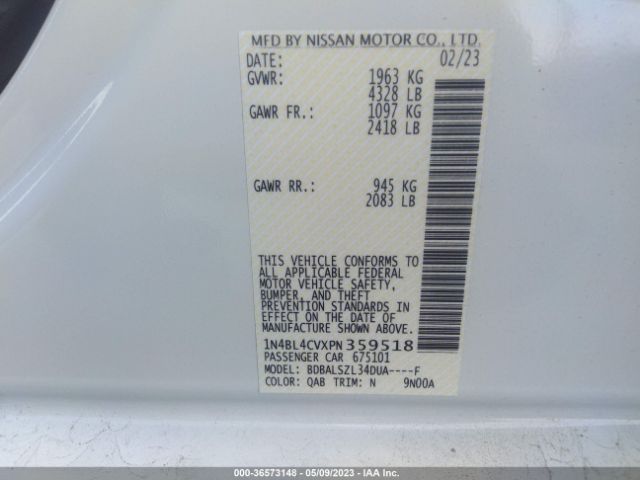 MFD BY NISSAN MOTOR CO., LTD.
DATE: 02/23
GVWR: 1963 KG
4328 LB
GAWR FR.: 1097 KG
2418 LB
GAWR RR.: 945 KG
2083 LB
THIS VEHICLE CONFORMS TO
ALL APPLICABLE FEDERAL
MOTOR VEHICLE SAFETY,
BUMPER, AND THEFT
PREVENTION STANDARDS IN
EFFECT ON THE DATE OF
MANUFACTURE SHOWN ABOVE.
1N4BL4CVXPN359518
PASSENGER CAR 675101
MODEL: BDBALSZL34DUA----F
COLOR: QAB TRIM: N 9N00A
000-36573148 - 05/09/2023 - IAA Inc.